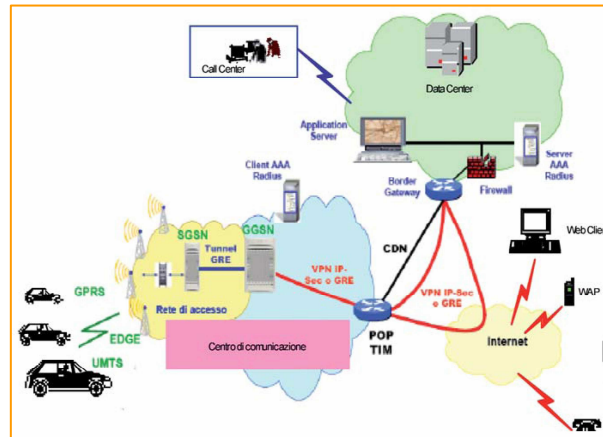 Call Center
Data Center
Application
Server
Server
AAA
Radius
Client AAA
Radius
Border
Gateway
Firewall
SGSN
GGSN
Tunnel
GRE
CDN
Web Clie
VPN IP-
Sec o GRE
VPN IP-Sec
o GRE
WAP
GPRS
Rete di accesso
EDGE
UMTS
Centro di comunicazione
POP
TIM
Internet